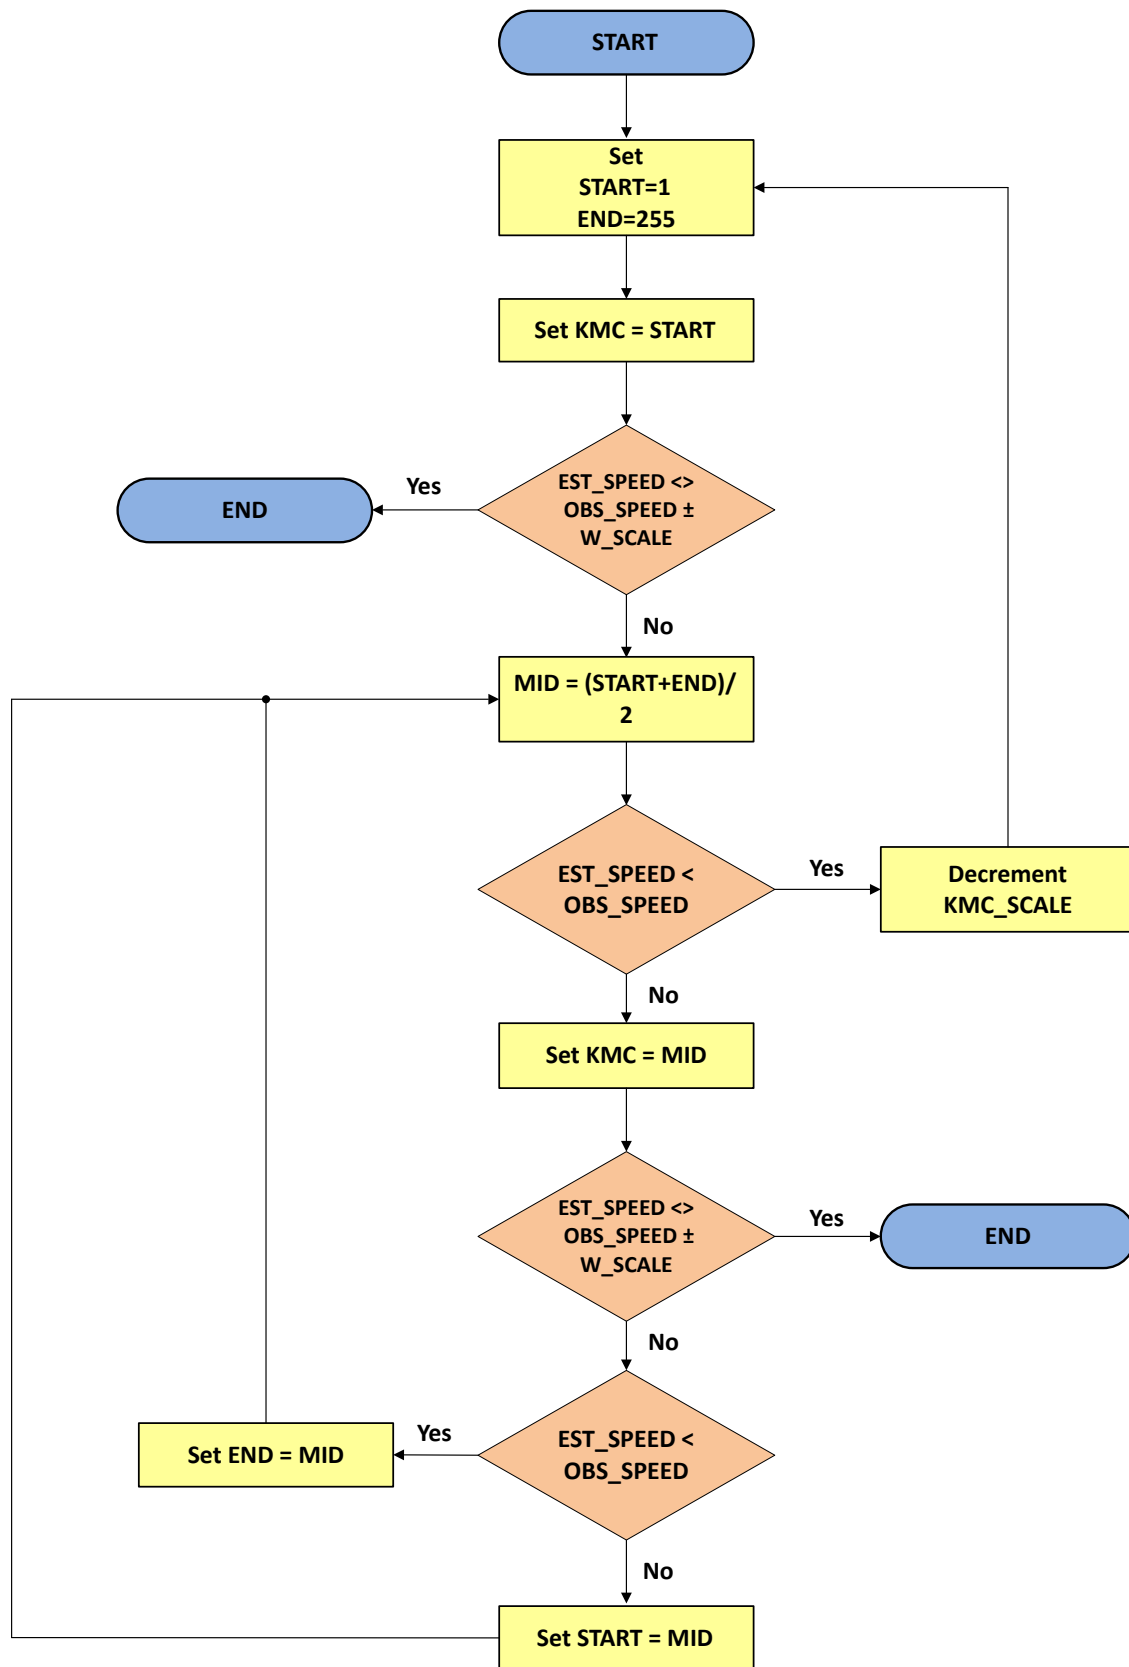 START
Set
START=1
END=255
Set KMC = START
EST_SPEED <>
OBS_SPEED ±
W_SCALE
Yes
END
No
MID = (START+END)/
2
EST_SPEED <
OBS_SPEED
Yes
Decrement
KMC_SCALE
No
Set KMC = MID
EST_SPEED <>
OBS_SPEED ±
W_SCALE
Yes
END
No
EST_SPEED <
OBS_SPEED
Yes
Set END = MID
No
Set START = MID